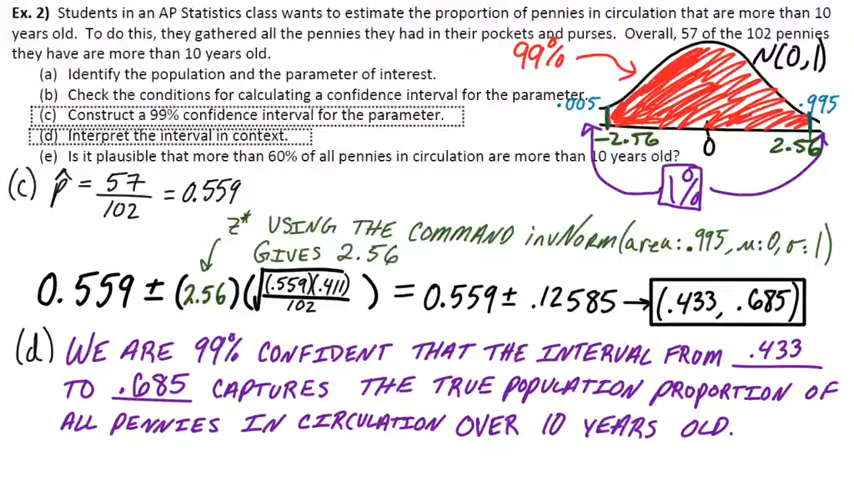 Ex. 2) Students in an AP Statistics class wants to estimate the proportion of pennies in circulation that are more than 10
years old. To do this, they gathered all the pennies they had in their pockets and purses. Overall, 57 of the 102 pennies
they have are more than 10 years old.
99%
N(0,1)
(a) Identify the population and the parameter of interest.
(b) Check the conditions for calculating a confidence interval for the parameter.
.005
.995
(c) Construct a 99% confidence interval for the parameter.
(d) Interpret the interval in context.
-2.56
0
2.56
(e) Is it plausible that more than 60% of all pennies in circulation are more than 10 years old?
1%
(c) p̂ = 57/102 = 0.559
z* USING THE COMMAND invNorm(area:.995, μ:0, σ:1)
GIVES 2.56
0.559 ± (2.56)(√(.559)(.411)/102) = 0.559 ± .12585 → (.433, .685)
(d) WE ARE 99% CONFIDENT THAT THE INTERVAL FROM .433
TO .685 CAPTURES THE TRUE POPULATION PROPORTION OF
ALL PENNIES IN CIRCULATION OVER 10 YEARS OLD.